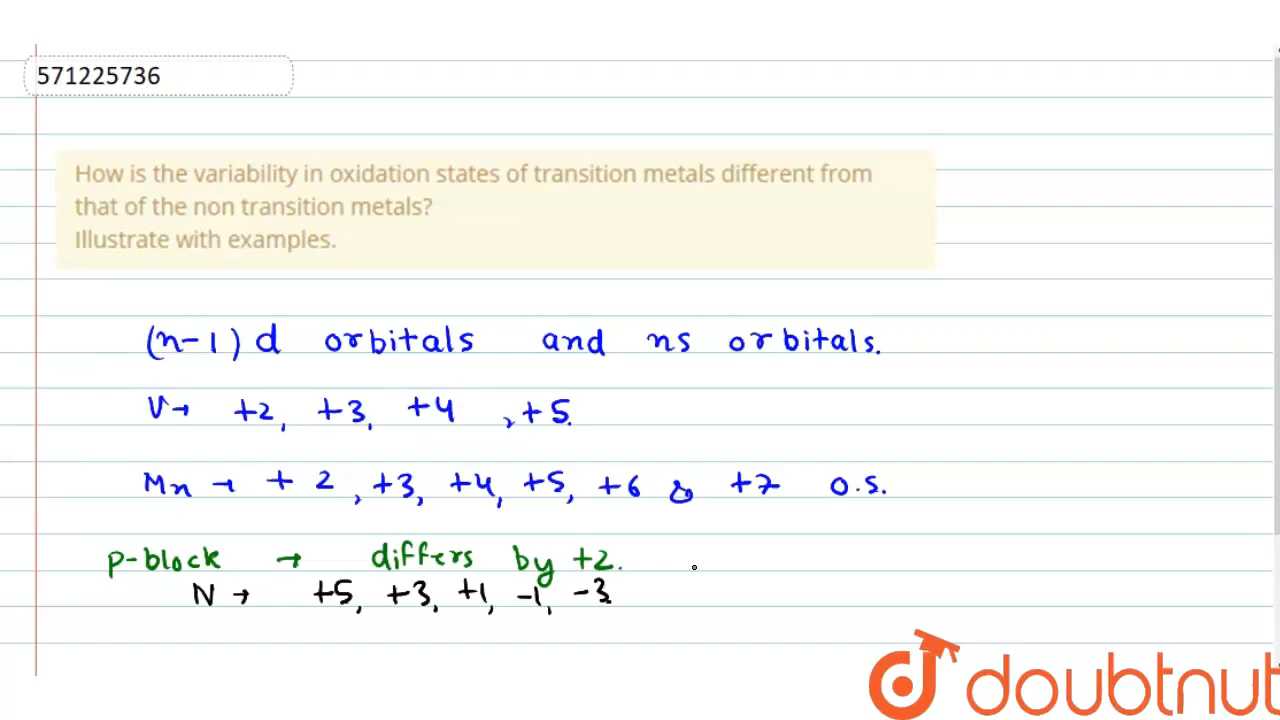 571225736
How is the variability in oxidation states of transition metals different from
that of the non transition metals?
Illustrate with examples.
(n-1) d orbitals and ns orbitals.
V → +2, +3, +4, +5.
Mn → +2, +3, +4, +5, +6 & +7 o.s.
p-block → differs by +2.
N → +5, +3, +1, -1, -3
doubtnut